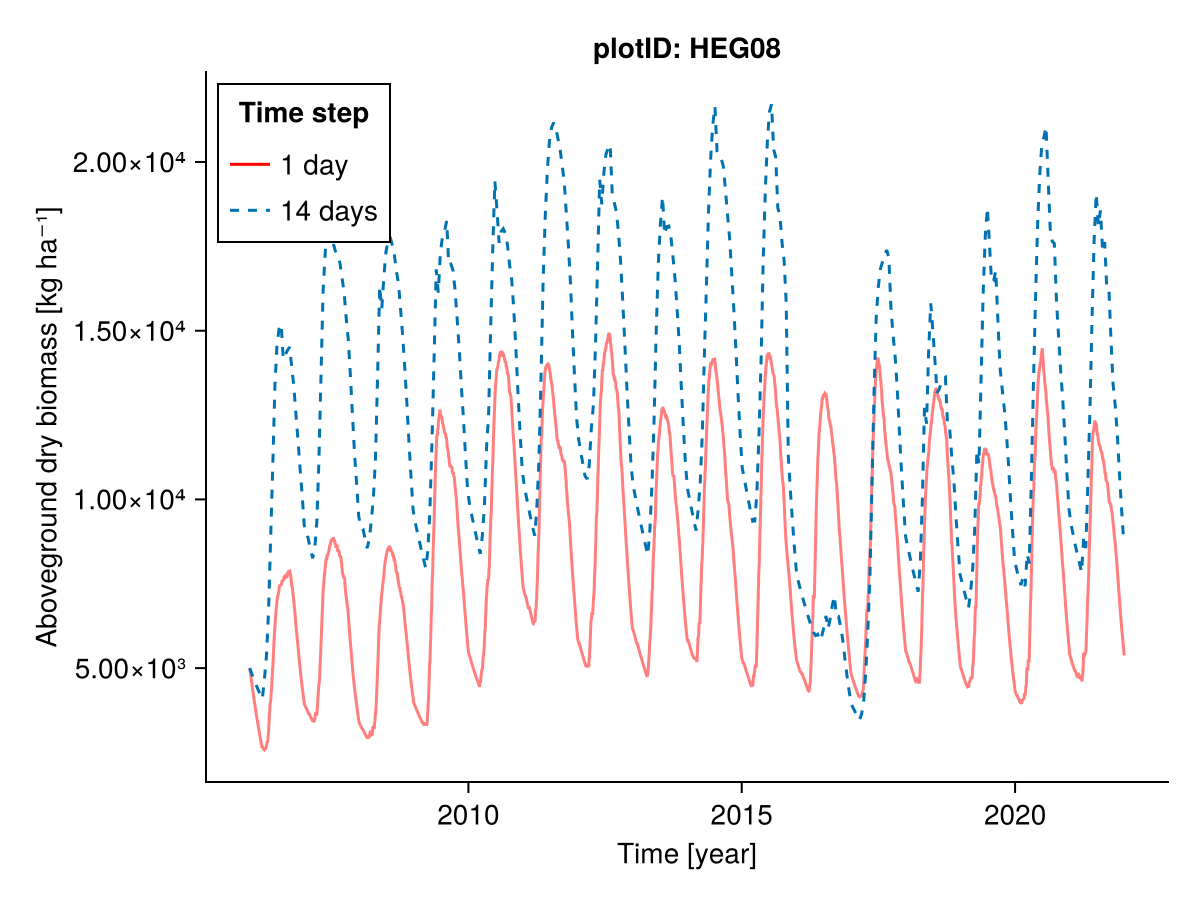 plotID: HEG08
Time step
1 day
14 days
Aboveground dry biomass [kg ha⁻¹]
2.00×10⁴
1.50×10⁴
1.00×10⁴
5.00×10³
2010
2015
2020
Time [year]